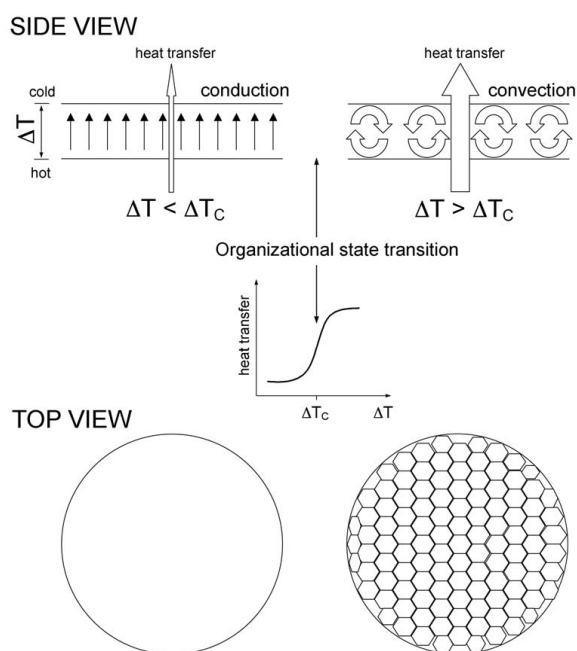 SIDE VIEW
heat transfer
heat transfer
cold
conduction
convection
ΔT
hot
ΔT < ΔTC
ΔT > ΔTC
Organizational state transition
heat transfer
ΔTC
ΔT
TOP VIEW